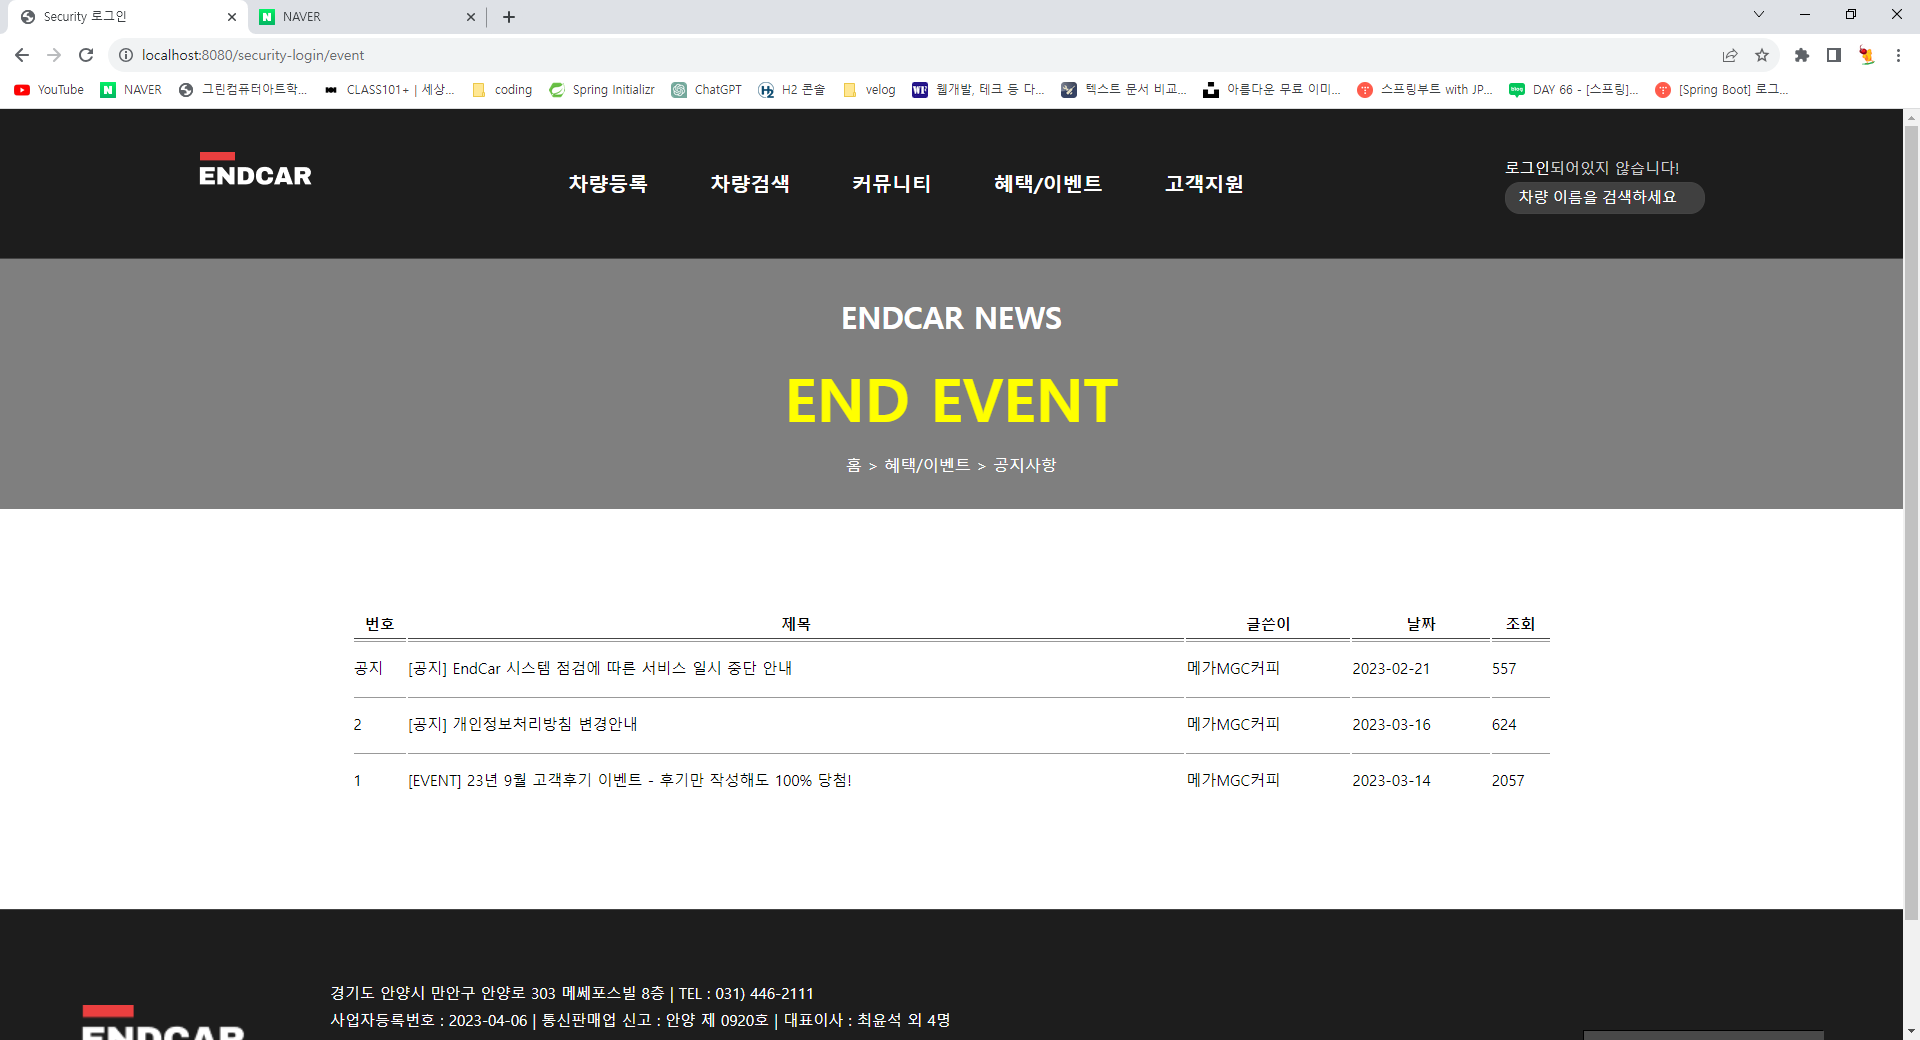 Security 로그인
NAVER
localhost:8080/security-login/event
YouTube NAVER 그린컴퓨터아트학... CLASS101+ | 세상... coding Spring Initializr ChatGPT H2 콘솔 velog 웹개발, 테크 등 다... 텍스트 문서 비교... 아름다운 무료 이미... 스프링부트 with JP... DAY 66 - [스프링]... [Spring Boot] 로그...
ENDCAR
차량등록 차량검색 커뮤니티 혜택/이벤트 고객지원
로그인되어있지 않습니다!
차량 이름을 검색하세요
ENDCAR NEWS
END EVENT
홈 > 혜택/이벤트 > 공지사항
번호 제목 글쓴이 날짜 조회
공지 [공지] EndCar 시스템 점검에 따른 서비스 일시 중단 안내 메가MGC커피 2023-02-21 557
2 [공지] 개인정보처리방침 변경안내 메가MGC커피 2023-03-16 624
1 [EVENT] 23년 9월 고객후기 이벤트 - 후기만 작성해도 100% 당첨! 메가MGC커피 2023-03-14 2057
경기도 안양시 만안구 안양로 303 메쎄포스빌 8층 | TEL : 031) 446-2111
사업자등록번호 : 2023-04-06 | 통신판매업 신고 : 안양 제 0920호 | 대표이사 : 최윤석 외 4명
ENDCAR